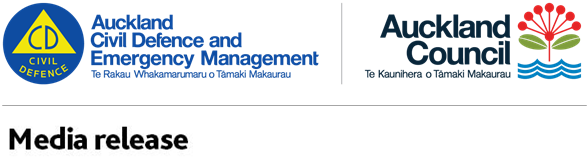 CD
CIVIL
DEFENCE
Auckland
Civil Defence and
Emergency Management
Te Rakau Whakamarumaru o Tāmaki Makaurau
Auckland
Council
Te Kaunihera o Tāmaki Makaurau
Media release